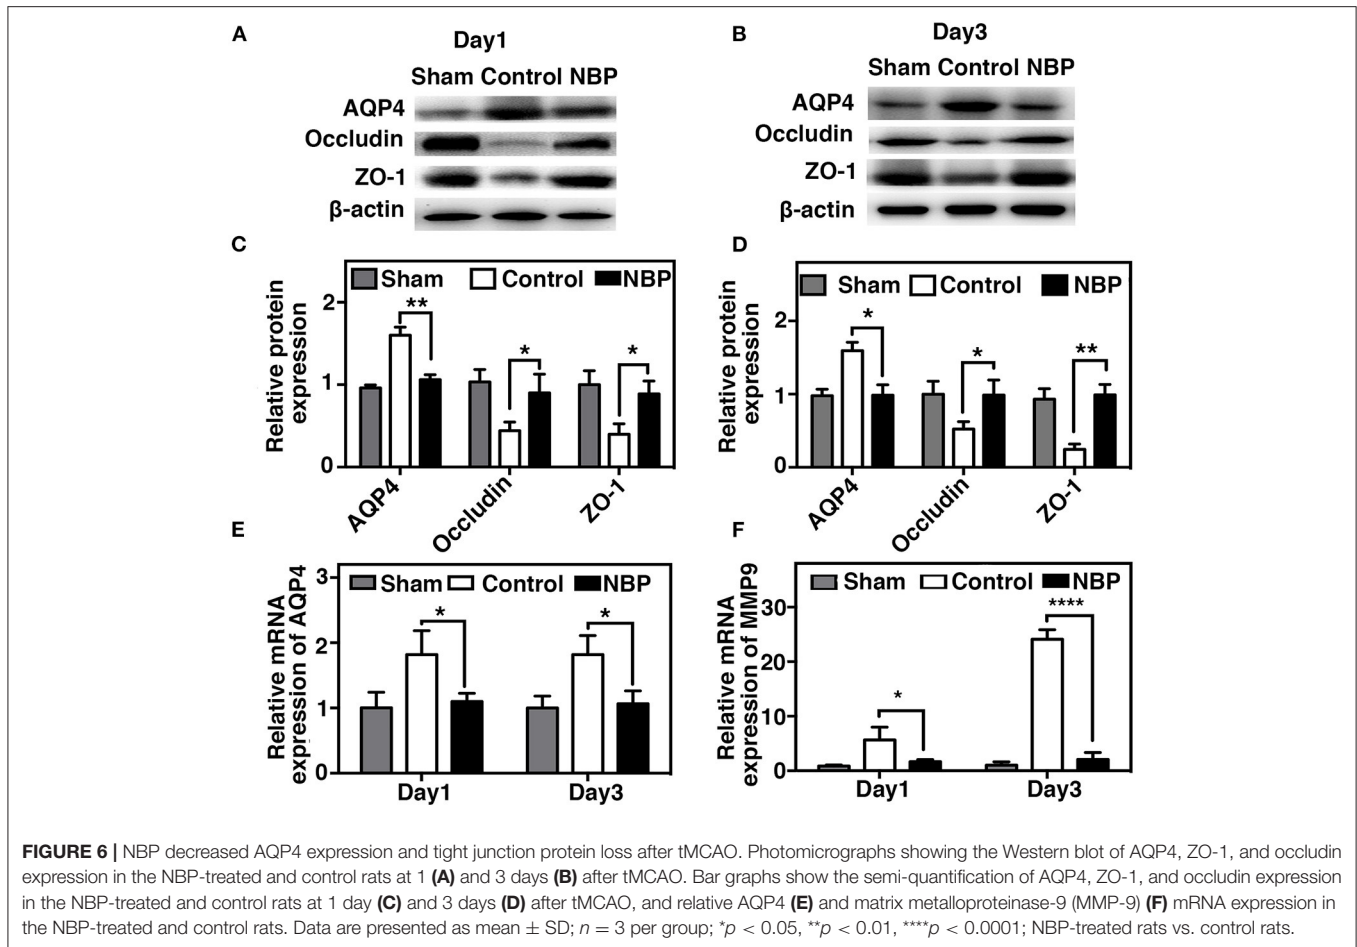 A
Day1
Sham Control NBP
AQP4
Occludin
ZO-1
β-actin
B
Day3
Sham Control NBP
AQP4
Occludin
ZO-1
β-actin
C
Relative protein
expression
Sham Control NBP
2
1
0
** * *
AQP4 Occludin ZO-1
D
Relative protein
expression
Sham Control NBP
2
1
0
* * **
AQP4 Occludin ZO-1
E
Relative mRNA
expression of AQP4
Sham Control NBP
3
2
1
0
* *
Day1 Day3
F
Relative mRNA
expression of MMP9
Sham Control NBP
30
20
10
0
* ****
Day1 Day3
FIGURE 6 | NBP decreased AQP4 expression and tight junction protein loss after tMCAO. Photomicrographs showing the Western blot of AQP4, ZO-1, and occludin
expression in the NBP-treated and control rats at 1 (A) and 3 days (B) after tMCAO. Bar graphs show the semi-quantification of AQP4, ZO-1, and occludin expression
in the NBP-treated and control rats at 1 day (C) and 3 days (D) after tMCAO, and relative AQP4 (E) and matrix metalloproteinase-9 (MMP-9) (F) mRNA expression in
the NBP-treated and control rats. Data are presented as mean ± SD; n = 3 per group; *p < 0.05, **p < 0.01, ****p < 0.0001; NBP-treated rats vs. control rats.